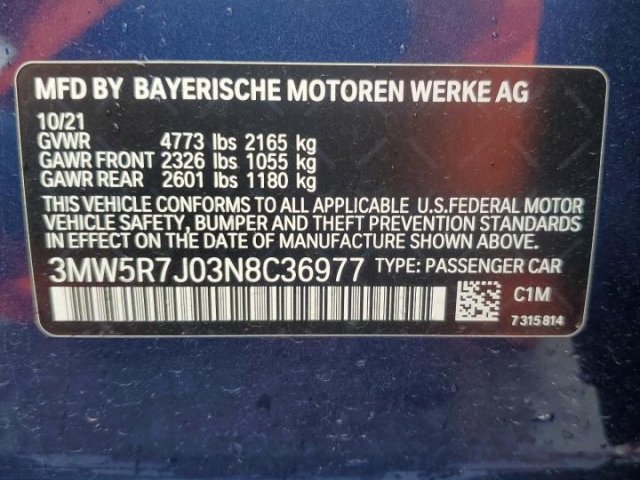 MFD BY BAYERISCHE MOTOREN WERKE AG
10/21
GVWR 4773 lbs 2165 kg
GAWR FRONT 2326 lbs 1055 kg
GAWR REAR 2601 lbs 1180 kg
THIS VEHICLE CONFORMS TO ALL APPLICABLE U.S.FEDERAL MOTOR
VEHICLE SAFETY, BUMPER AND THEFT PREVENTION STANDARDS
IN EFFECT ON THE DATE OF MANUFACTURE SHOWN ABOVE.
3MW5R7J03N8C36977 TYPE: PASSENGER CAR
C1M
7315814